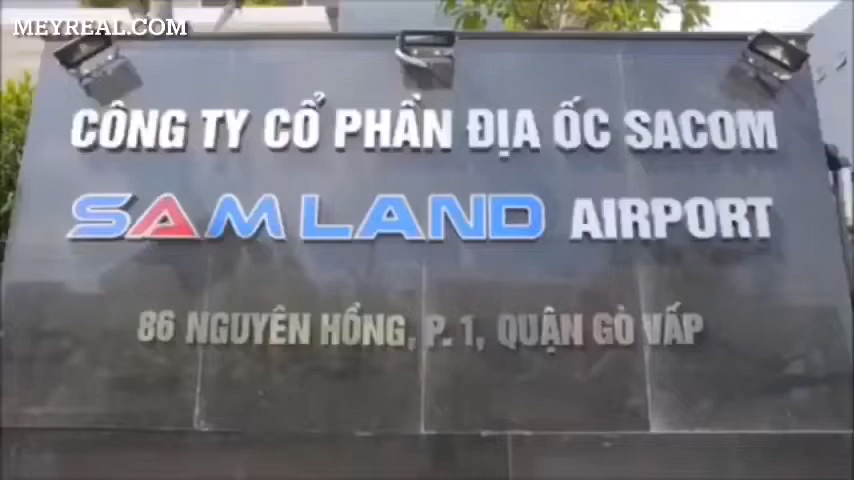 MEYREAL.COM
CÔNG TY CỔ PHẦN ĐỊA ỐC SACOM
SAMLAND AIRPORT
86 NGUYÊN HỒNG, P. 1, QUẬN GÒ VẤP